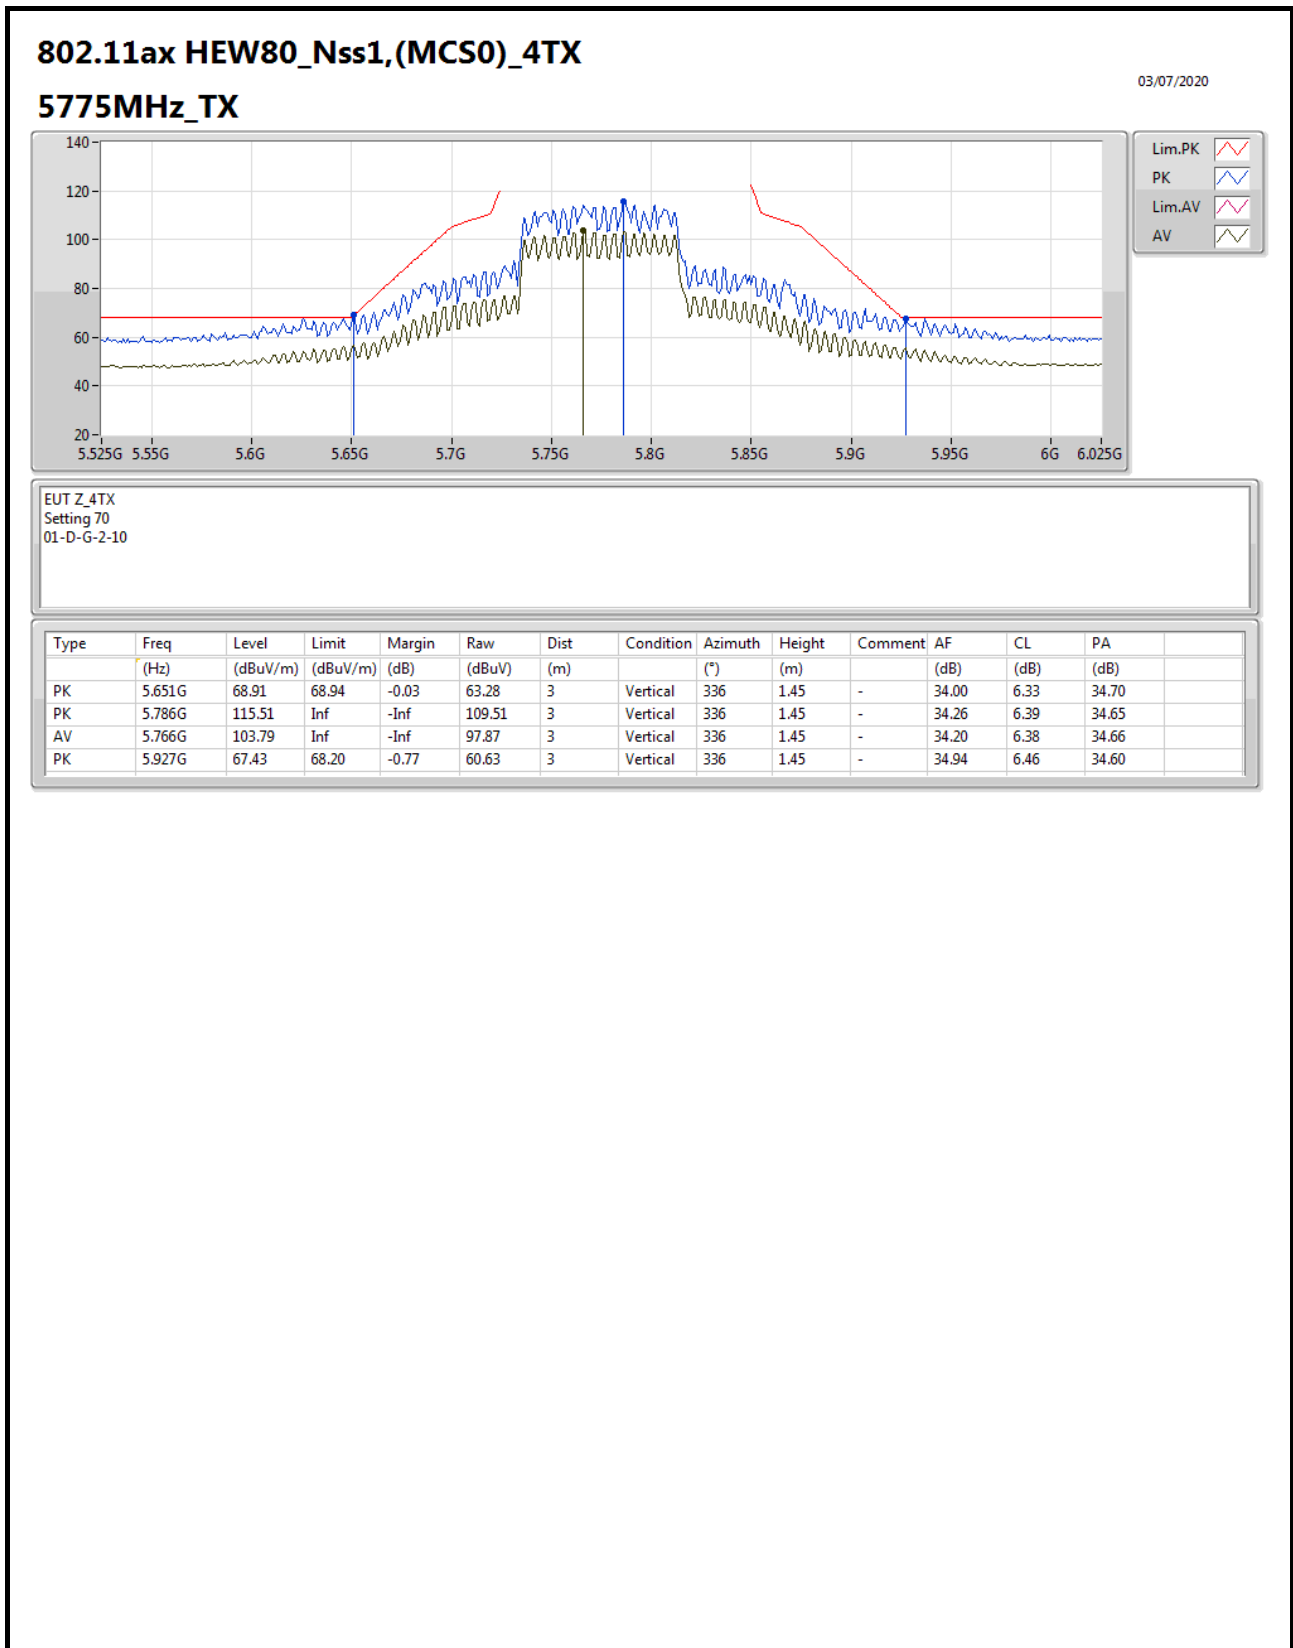 802.11ax HEW80_Nss1,(MCS0)_4TX
03/07/2020
5775MHz_TX
140
120
100
80
60
40
20
5.525G 5.55G 5.6G 5.65G 5.7G 5.75G 5.8G 5.85G 5.9G 5.95G 6G 6.025G
Lim.PK
PK
Lim.AV
AV
EUT Z_4TX
Setting 70
01-D-G-2-10
Type Freq Level Limit Margin Raw Dist Condition Azimuth Height Comment AF CL PA
(Hz) (dBuV/m) (dBuV/m) (dB) (dBuV) (m) (°) (m) (dB) (dB) (dB)
PK 5.651G 68.91 68.94 -0.03 63.28 3 Vertical 336 1.45 - 34.00 6.33 34.70
PK 5.786G 115.51 Inf -Inf 109.51 3 Vertical 336 1.45 - 34.26 6.39 34.65
AV 5.766G 103.79 Inf -Inf 97.87 3 Vertical 336 1.45 - 34.20 6.38 34.66
PK 5.927G 67.43 68.20 -0.77 60.63 3 Vertical 336 1.45 - 34.94 6.46 34.60